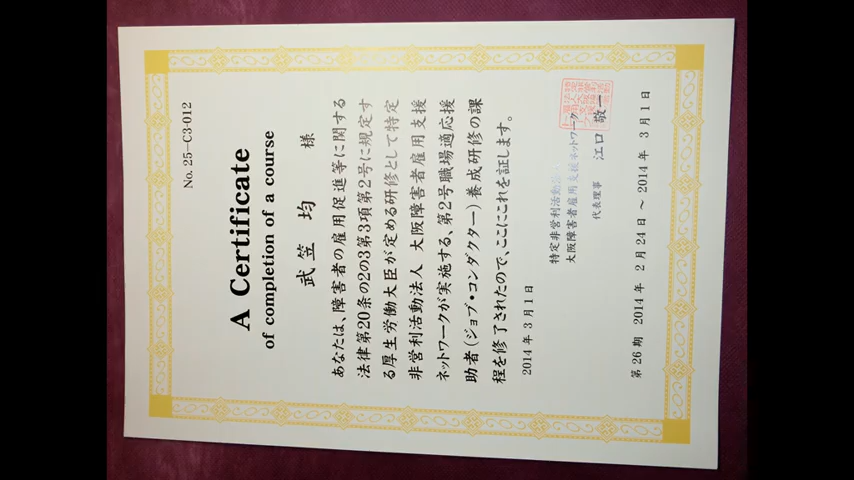 No. 25-C3-012
A Certificate
of completion of a course
武笠 均 様
あなたは、障害者の雇用促進等に関する
法律第20条の2の3第3項第2号に規定す
る厚生労働大臣が定める研修として特定
非営利活動法人 大阪障害者雇用支援
ネットワークが実施する、第2号職場適応援
助者(ジョブ・コンダクター)養成研修の課
程を修了されたので、ここにこれを証します。
2014年3月1日
特定非営利活動法人
大阪障害者雇用支援ネットワーク
代表理事 江口 敬一
第26期 2014年2月24日～2014年3月1日